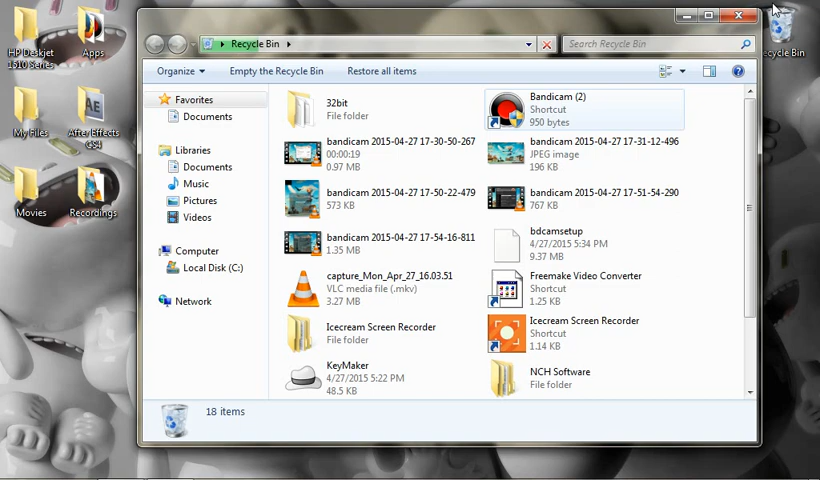 HP Deskjet
1510 Series
Apps
My Files
After Effects
CS4
Movies
Recordings
Recycle Bin
Search Recycle Bin
ecycle Bin
Organize
Empty the Recycle Bin
Restore all items
Favorites
Documents
Libraries
Documents
Music
Pictures
Videos
Computer
Local Disk (C:)
Network
32bit
File folder
Bandicam (2)
Shortcut
950 bytes
bandicam 2015-04-27 17-30-50-267
00:00:19
0.97 MB
bandicam 2015-04-27 17-31-12-496
JPEG image
196 KB
bandicam 2015-04-27 17-50-22-479
573 KB
bandicam 2015-04-27 17-51-54-290
767 KB
bandicam 2015-04-27 17-54-16-811
1.35 MB
bdcamsetup
4/27/2015 5:34 PM
9.37 MB
capture_Mon_Apr_27_16.03.51
VLC media file (.mkv)
3.27 MB
Freemake Video Converter
Shortcut
1.25 KB
Icecream Screen Recorder
File folder
Icecream Screen Recorder
Shortcut
1.14 KB
KeyMaker
4/27/2015 5:22 PM
48.5 KB
NCH Software
File folder
18 items